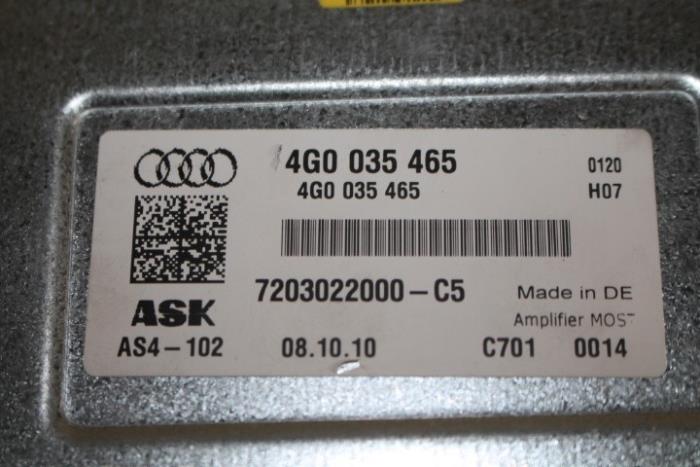 4G0 035 465
0120
4G0 035 465
H07
7203022000-C5
Made in DE
ASK
Amplifier MOST
AS4-102 08.10.10 C701 0014